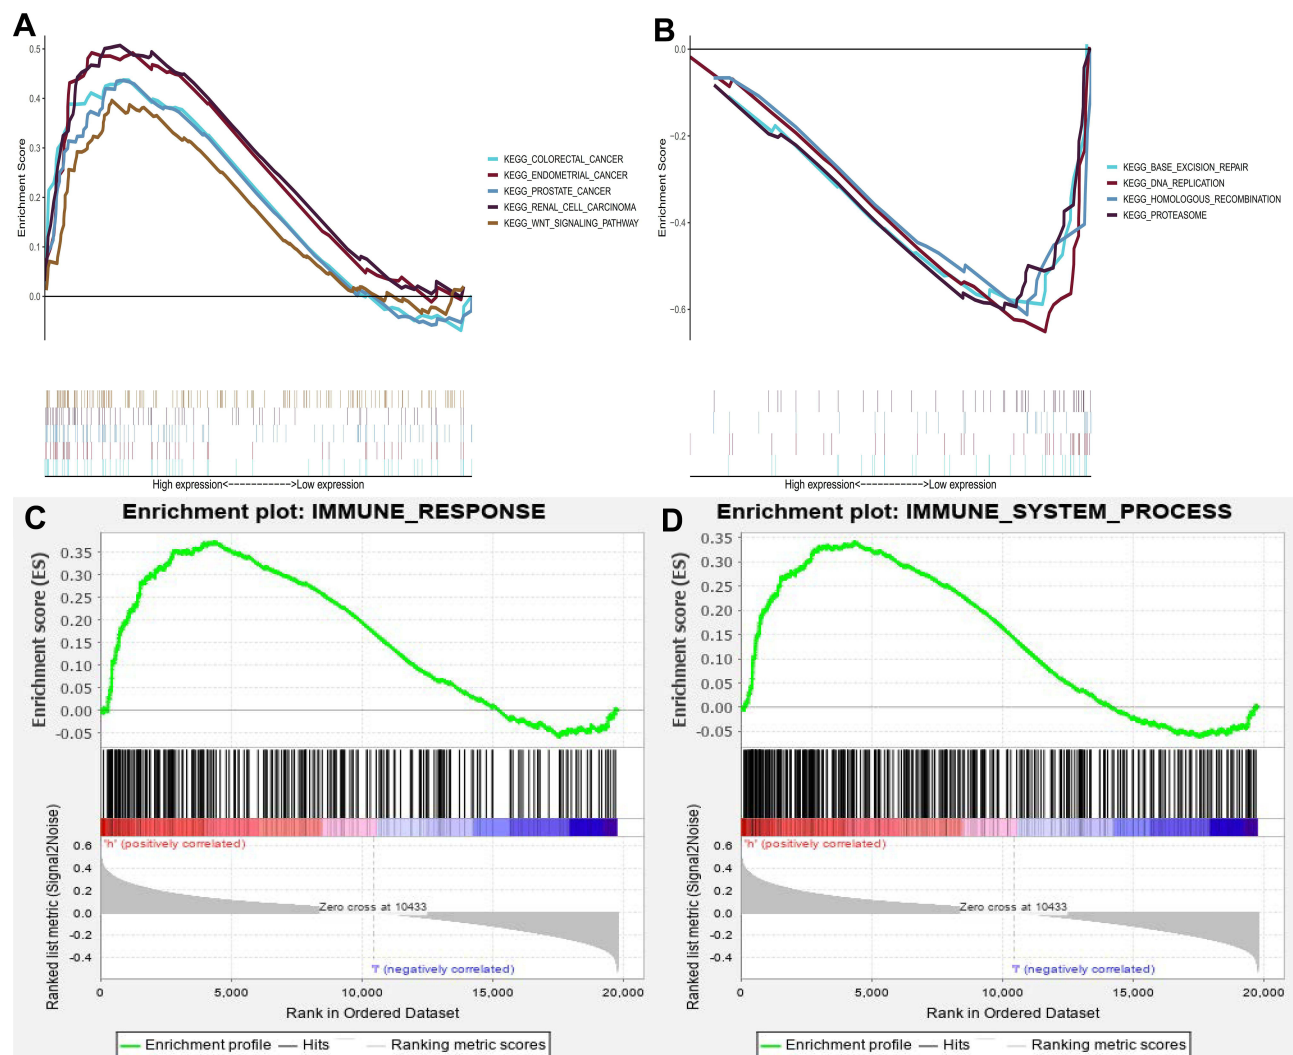 A
0.5
0.4
0.3
0.2
0.1
0.0
Enrichment Score
KEGG_COLORECTAL_CANCER
KEGG_ENDOMETRIAL_CANCER
KEGG_PROSTATE_CANCER
KEGG_RENAL_CELL_CARCINOMA
KEGG_WNT_SIGNALING_PATHWAY
High expression<------------>Low expression
B
0.0
−0.2
−0.4
−0.6
Enrichment Score
KEGG_BASE_EXCISION_REPAIR
KEGG_DNA_REPLICATION
KEGG_HOMOLOGOUS_RECOMBINATION
KEGG_PROTEASOME
High expression<------------>Low expression
C
Enrichment plot: IMMUNE_RESPONSE
Enrichment score (ES)
0.35
0.30
0.25
0.20
0.15
0.10
0.05
0.00
-0.05
Ranked list metric (Signal2Noise)
0.6
0.4
0.2
0.0
-0.2
-0.4
'h' (positively correlated)
Zero cross at 10433
'l' (negatively correlated)
0 5,000 10,000 15,000 20,000
Rank in Ordered Dataset
Enrichment profile Hits Ranking metric scores
D
Enrichment plot: IMMUNE_SYSTEM_PROCESS
Enrichment score (ES)
0.35
0.30
0.25
0.20
0.15
0.10
0.05
0.00
-0.05
Ranked list metric (Signal2Noise)
0.6
0.4
0.2
0.0
-0.2
-0.4
'h' (positively correlated)
Zero cross at 10433
'l' (negatively correlated)
0 5,000 10,000 15,000 20,000
Rank in Ordered Dataset
Enrichment profile Hits Ranking metric scores